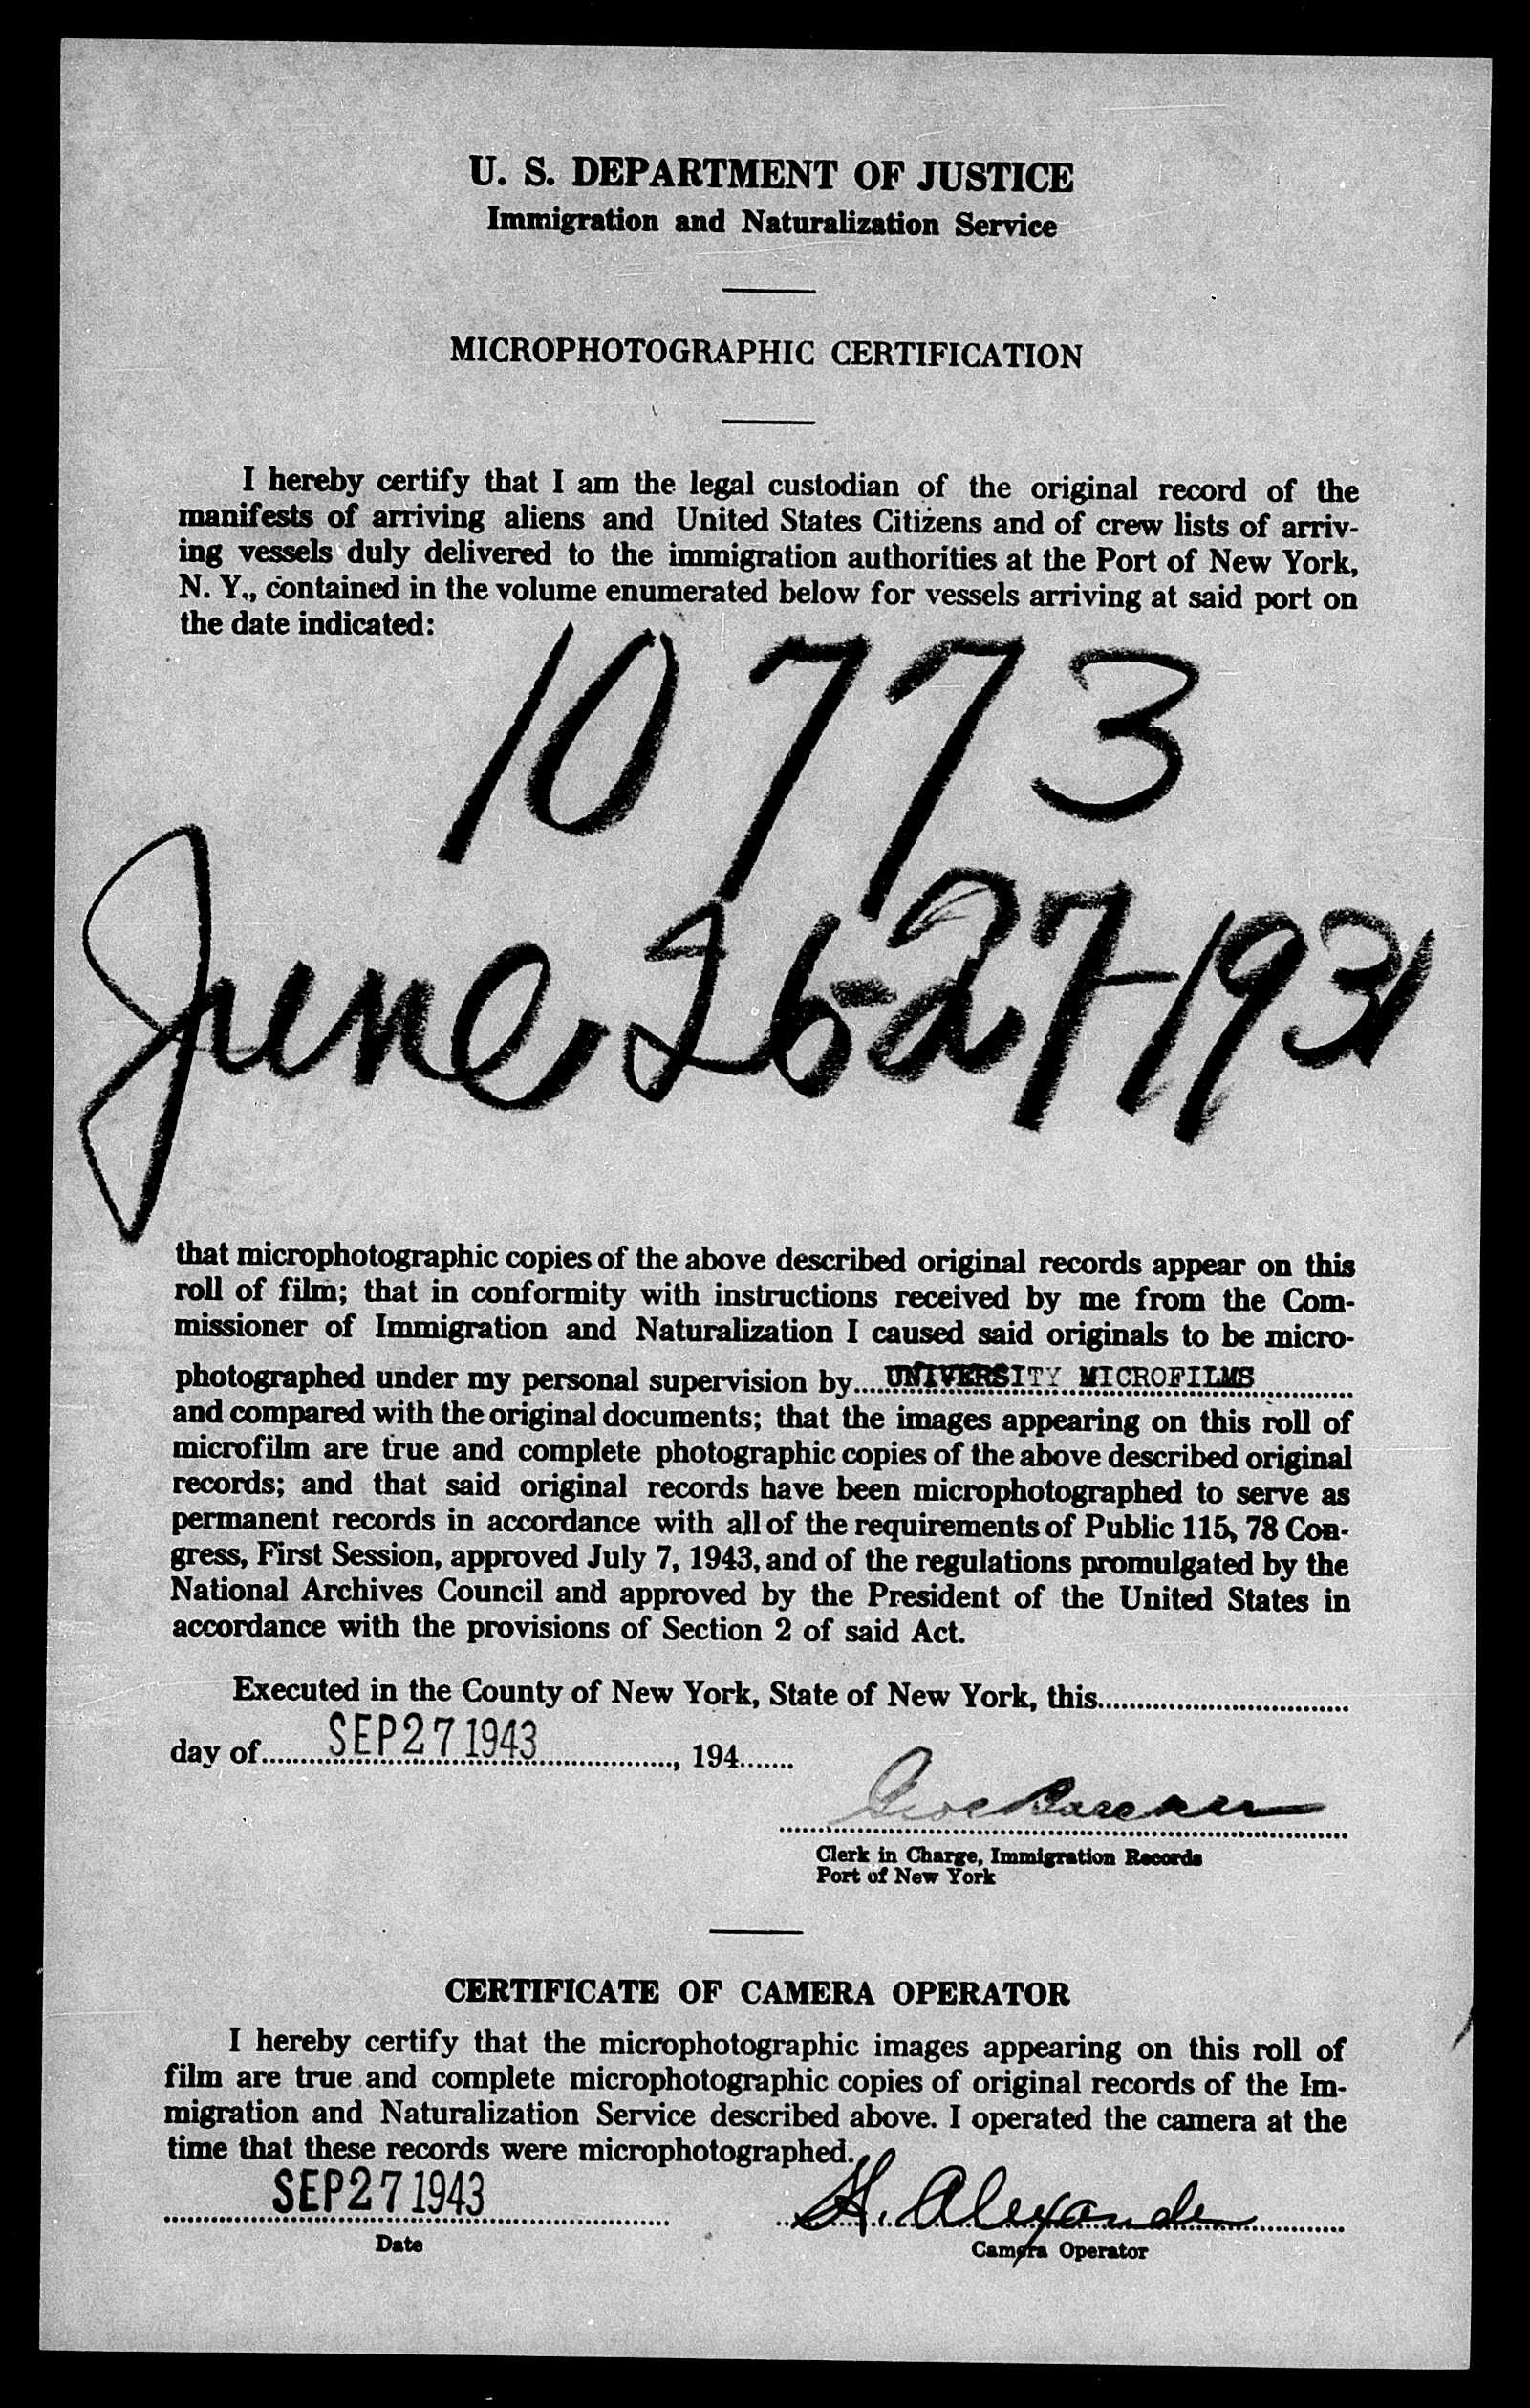 U. S. DEPARTMENT OF JUSTICE
Immigration and Naturalization Service
MICROPHOTOGRAPHIC CERTIFICATION
I hereby certify that I am the legal custodian of the original record of the
manifests of arriving aliens and United States Citizens and of crew lists of arriv-
ing vessels duly delivered to the immigration authorities at the Port of New York,
N. Y., contained in the volume enumerated below for vessels arriving at said port on
the date indicated:
10773
June 26-27-1931
that microphotographic copies of the above described original records appear on this
roll of film; that in conformity with instructions received by me from the Com-
missioner of Immigration and Naturalization I caused said originals to be micro-
photographed under my personal supervision by.....UNIVERSITY MICROFILMS............
and compared with the original documents; that the images appearing on this roll of
microfilm are true and complete photographic copies of the above described original
records; and that said original records have been microphotographed to serve as
permanent records in accordance with all of the requirements of Public 115, 78 Con-
gress, First Session, approved July 7, 1943, and of the regulations promulgated by the
National Archives Council and approved by the President of the United States in
accordance with the provisions of Section 2 of said Act.
Executed in the County of New York, State of New York, this................................
day of.........SEP 27 1943.................., 194.......
Clerk in Charge, Immigration Records
Port of New York
CERTIFICATE OF CAMERA OPERATOR
I hereby certify that the microphotographic images appearing on this roll of
film are true and complete microphotographic copies of original records of the Im-
migration and Naturalization Service described above. I operated the camera at the
time that these records were microphotographed.
SEP 27 1943 H. Alexander
Date Camera Operator